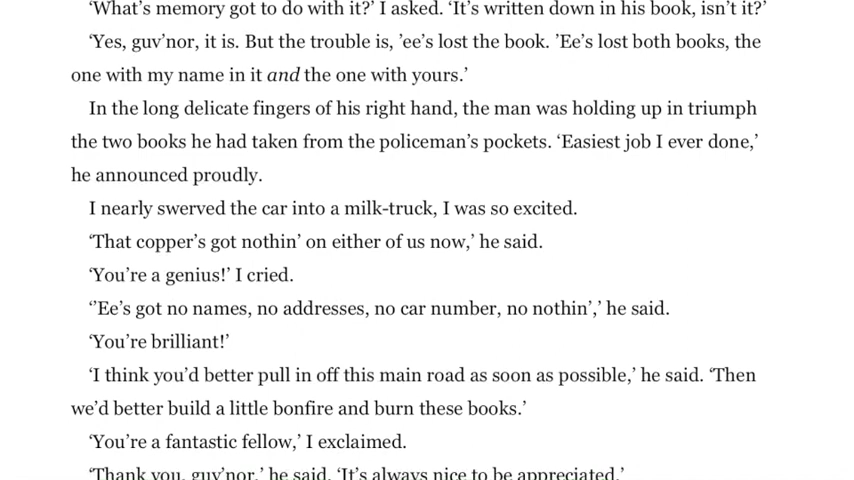 ‘What’s memory got to do with it?’ I asked. ‘It’s written down in his book, isn’t it?’
‘Yes, guv’nor, it is. But the trouble is, ’ee’s lost the book. ’Ee’s lost both books, the
one with my name in it and the one with yours.’
In the long delicate fingers of his right hand, the man was holding up in triumph
the two books he had taken from the policeman’s pockets. ‘Easiest job I ever done,’
he announced proudly.
I nearly swerved the car into a milk-truck, I was so excited.
‘That copper’s got nothin’ on either of us now,’ he said.
‘You’re a genius!’ I cried.
‘’Ee’s got no names, no addresses, no car number, no nothin’,’ he said.
‘You’re brilliant!’
‘I think you’d better pull in off this main road as soon as possible,’ he said. ‘Then
we’d better build a little bonfire and burn these books.’
‘You’re a fantastic fellow,’ I exclaimed.
‘Thank you, guv’nor,’ he said. ‘It’s always nice to be appreciated.’